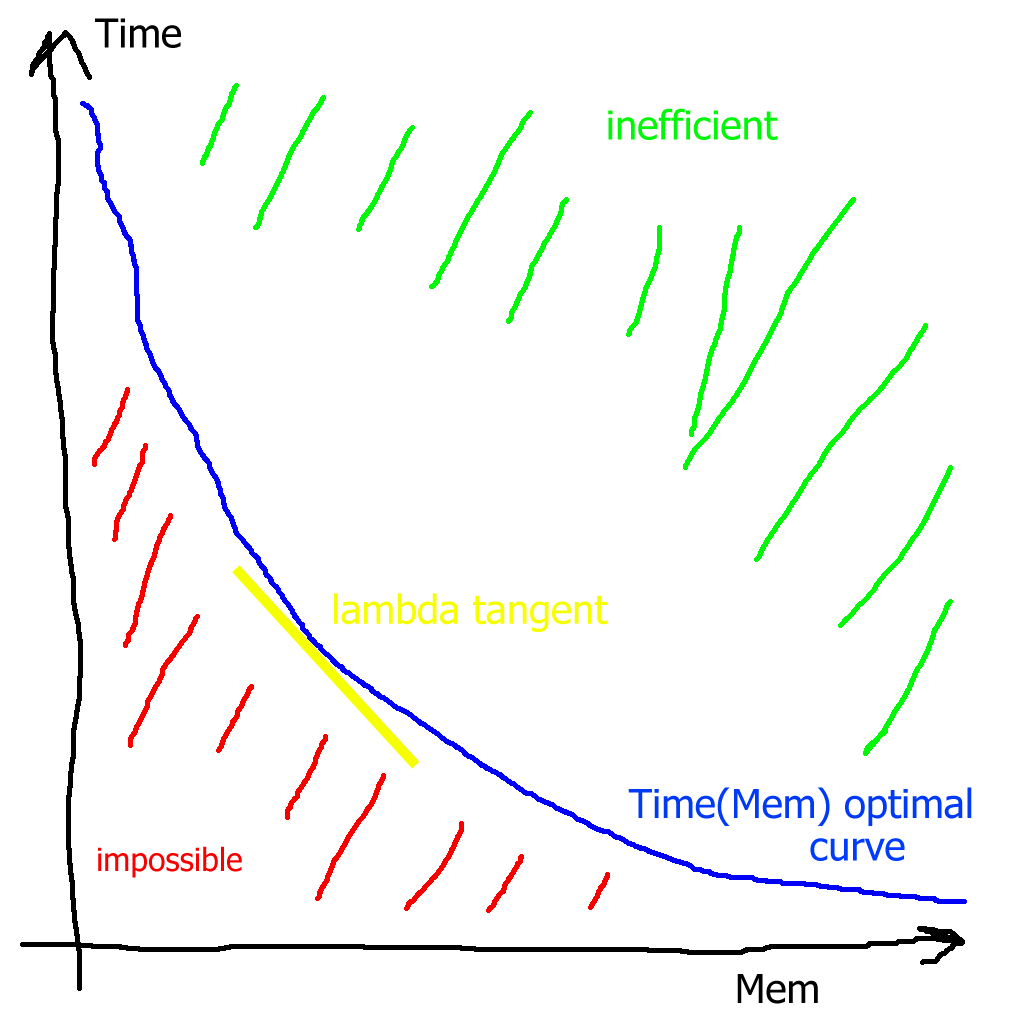 Time
inefficient
lambda tangent
Time(Mem) optimal
curve
impossible
Mem